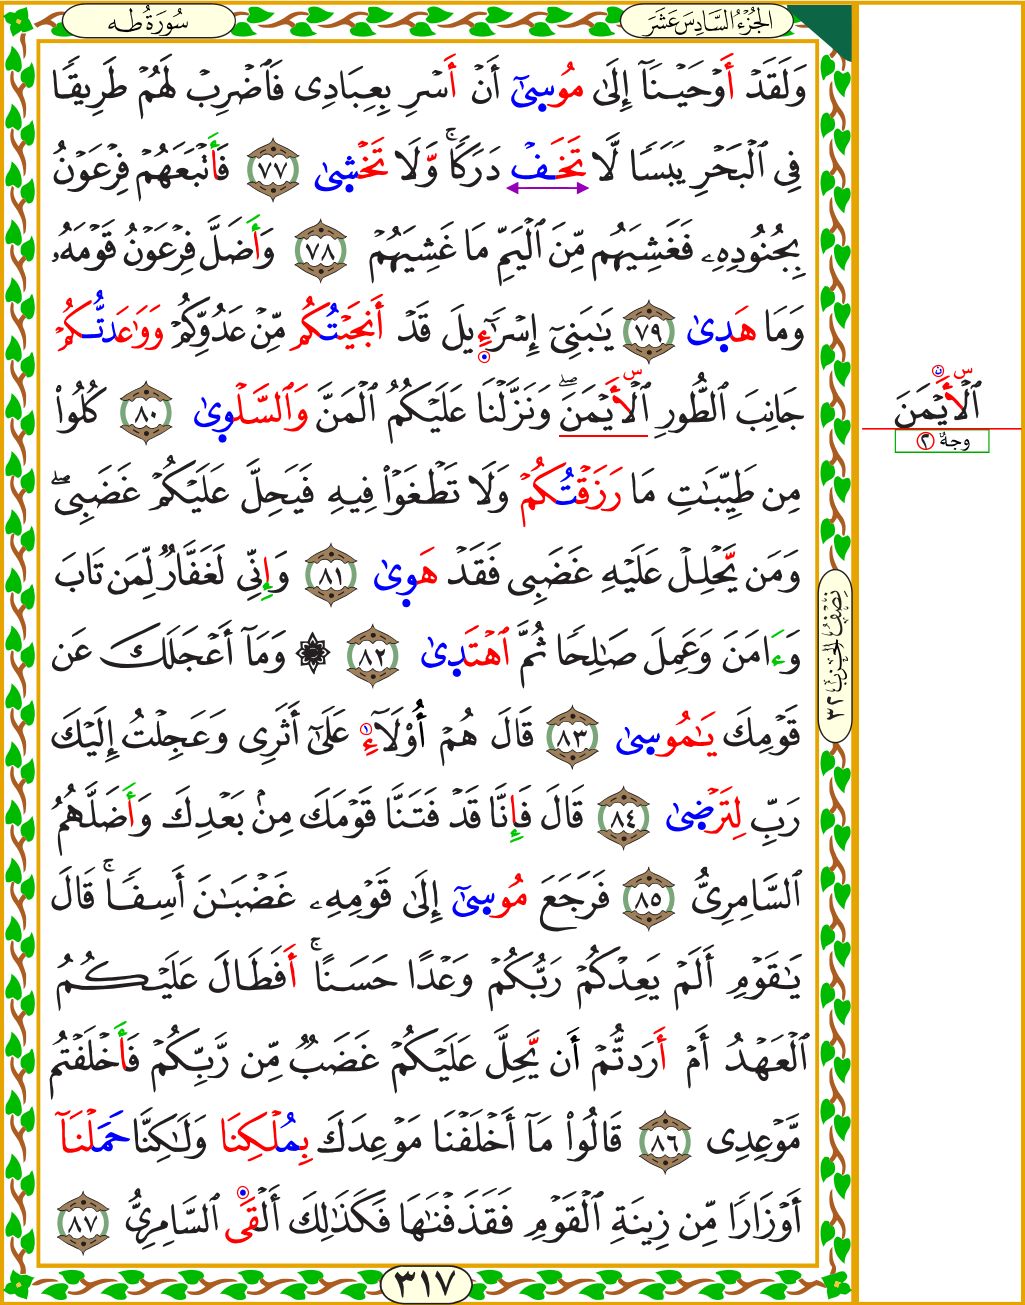 سُورَةُ طه
الجُزْءُ السَّادِسَ عَشَرَ
وَلَقَدْ أَوْحَيْنَآ إِلَىٰ مُوسِىٰٓ أَنْ أَسْرِ بِعِبَادِى فَٱضْرِبْ لَهُمْ طَرِيقًا
فِي ٱلْبَحْرِ يَبَسًا لَّا تَخَفْ دَرَكًاۚ وَّلَا تَخْشِىٰ ٧٧ فَأَتْبَعَهُمْ فِرْعَوْنُ
بِجُنُودِهِۦ فَغَشِيَهُم مِّنَ ٱلْيَمِّ مَا غَشِيَهُمْ ٧٨ وَأَضَلَّ فِرْعَوْنُ قَوْمَهُۥ
وَمَا هَدِىٰ ٧٩ يَٰبَنِىٓ إِسْرَٰٓءِيلَ قَدْ أَنجَيْتُكُم مِّنْ عَدُوِّكُمْ وَوَٰعَدتُّكُمْ
جَانِبَ ٱلطُّورِ ٱلْأَيْمَنَۖ وَنَزَّلْنَا عَلَيْكُمُ ٱلْمَنَّ وَٱلسَّلْوِىٰ ٨٠ كُلُوا۟
ٱلْأَيْمَنَ
وجهٌ ٢
مِن طَيِّبَٰتِ مَا رَزَقْتُكُمْ وَلَا تَطْغَوْا۟ فِيهِ فَيَحِلَّ عَلَيْكُمْ غَضَبِىۖ
وَمَن يَّحْلِلْ عَلَيْهِ غَضَبِى فَقَدْ هَوِىٰ ٨١ وَإِنِّى لَغَفَّارٌ لِّمَن تَابَ
وَءَامَنَ وَعَمِلَ صَٰلِحًا ثُمَّ ٱهْتَدِىٰ ٨٢ ۞ وَمَآ أَعْجَلَكَ عَن
نِصْفُ الحِزْبِ ٣٢
قَوْمِكَ يَٰمُوسِىٰ ٨٣ قَالَ هُمْ أُو۟لَآءِ عَلَىٰٓ أَثَرِى وَعَجِلْتُ إِلَيْكَ
رَبِّ لِتَرْضِىٰ ٨٤ قَالَ فَإِنَّا قَدْ فَتَنَّا قَوْمَكَ مِنۢ بَعْدِكَ وَأَضَلَّهُمُ
ٱلسَّامِرِىُّ ٨٥ فَرَجَعَ مُوسِىٰٓ إِلَىٰ قَوْمِهِۦ غَضْبَٰنَ أَسِفًاۚ قَالَ
يَٰقَوْمِ أَلَمْ يَعِدْكُمْ رَبُّكُمْ وَعْدًا حَسَنًاۚ أَفَطَالَ عَلَيْكُمُ
ٱلْعَهْدُ أَمْ أَرَدتُّمْ أَن يَّحِلَّ عَلَيْكُمْ غَضَبٌ مِّن رَّبِّكُمْ فَأَخْلَفْتُم
مَّوْعِدِى ٨٦ قَالُوا۟ مَآ أَخْلَفْنَا مَوْعِدَكَ بِمُلْكِنَا وَلَٰكِنَّا حَمَلْنَآ
أَوْزَارًا مِّن زِينَةِ ٱلْقَوْمِ فَقَذَفْنَٰهَا فَكَذَٰلِكَ أَلْقَى ٱلسَّامِرِىُّ ٨٧
٣١٧